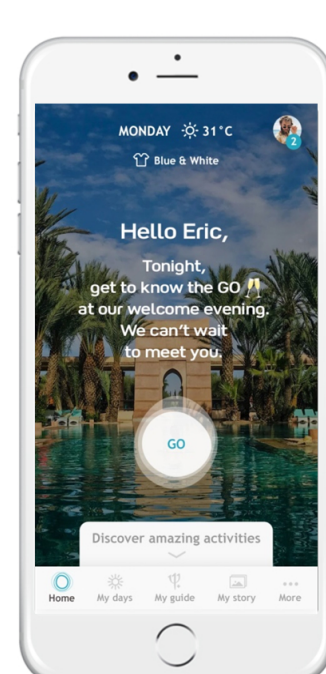 MONDAY 31°C
2
Blue & White
Hello Eric,
Tonight,
get to know the GO 🥂
at our welcome evening.
We can't wait
to meet you.
GO
Discover amazing activities
Home My days My guide My story More